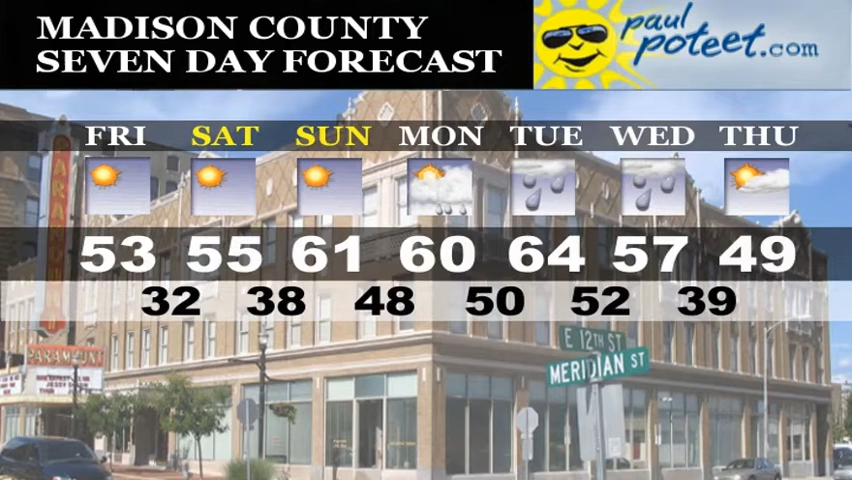 MADISON COUNTY
SEVEN DAY FORECAST
paul
poteet.com
FRI SAT SUN MON TUE WED THU
53 55 61 60 64 57 49
32 38 48 50 52 39
PARAMOUNT
PARAMOUNT
E 12TH ST
MERIDIAN ST